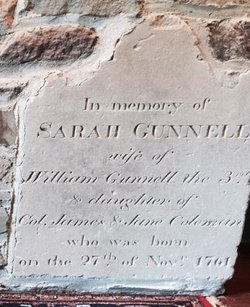 In memory of
SARAH GUNNELL
wife of
William Gunnell the 3rd
& daughter of
Col. James & Jane Coleman
who was born
on the 27th of Novr. 1761